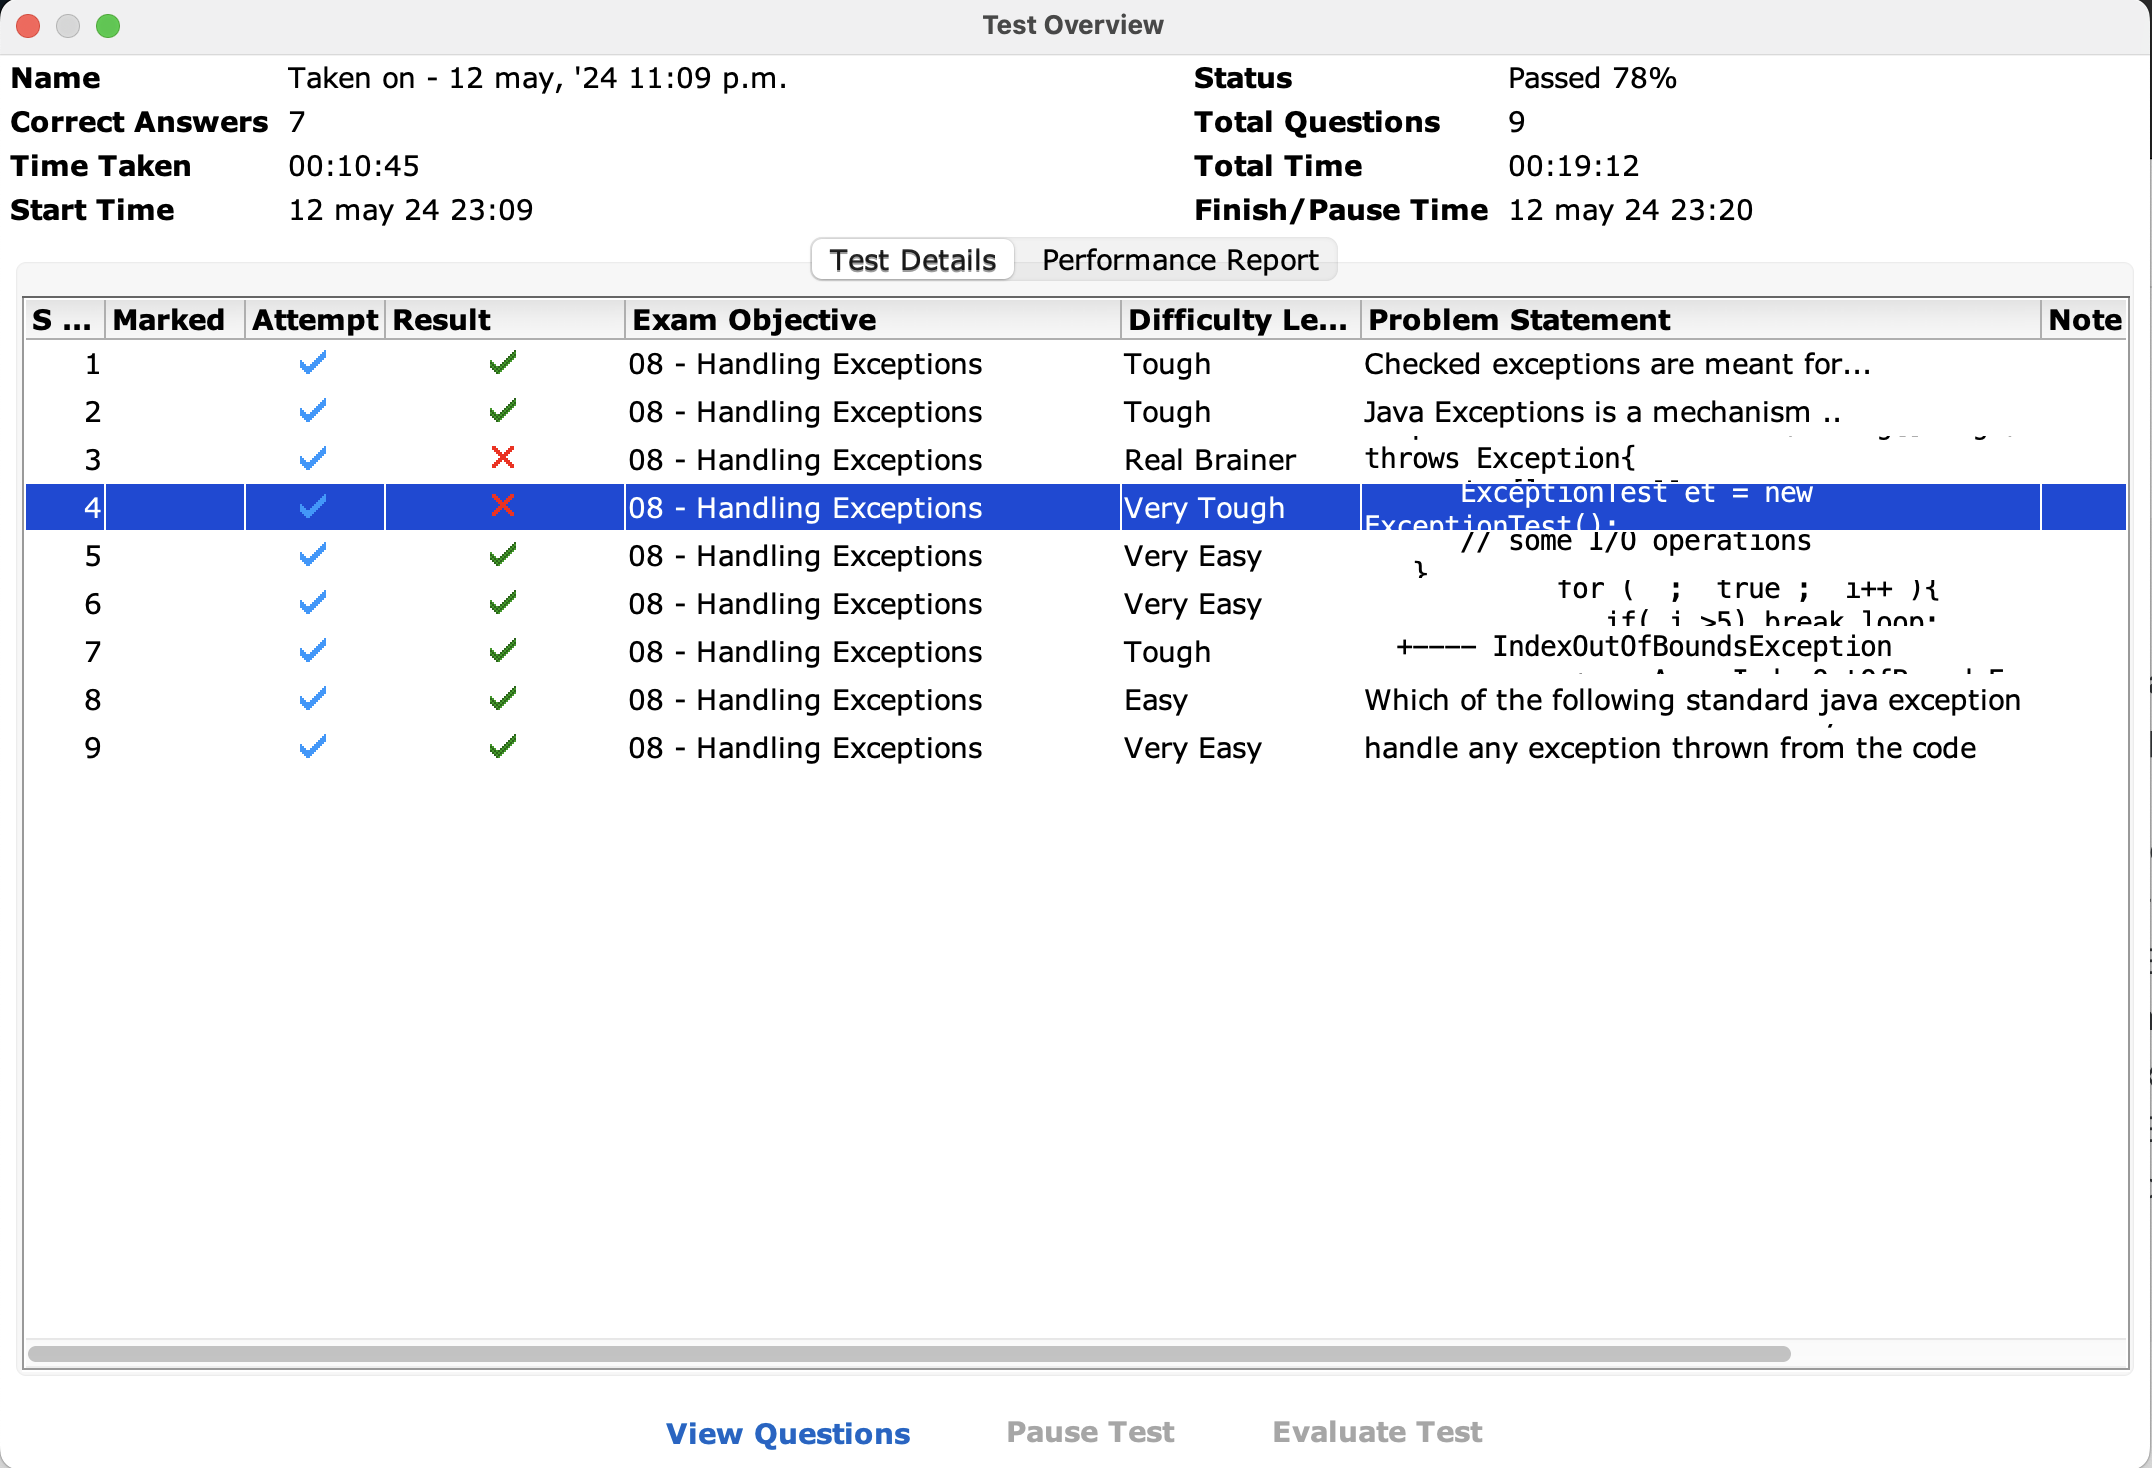 Test Overview
Name Taken on - 12 may, '24 11:09 p.m. Status Passed 78%
Correct Answers 7 Total Questions 9
Time Taken 00:10:45 Total Time 00:19:12
Start Time 12 may 24 23:09 Finish/Pause Time 12 may 24 23:20
Test Details Performance Report
S ... Marked Attempt Result Exam Objective Difficulty Le... Problem Statement Note
1 08 - Handling Exceptions Tough Checked exceptions are meant for...
2 08 - Handling Exceptions Tough Java Exceptions is a mechanism ..
3 08 - Handling Exceptions Real Brainer throws Exception{
4 08 - Handling Exceptions Very Tough ExceptionTest et = new
ExceptionTest();
5 08 - Handling Exceptions Very Easy // some I/O operations
}
6 08 - Handling Exceptions Very Easy for ( ; true ; i++ ){
if( i >5) break loop;
7 08 - Handling Exceptions Tough +---- IndexOutOfBoundsException
8 08 - Handling Exceptions Easy Which of the following standard java exception
9 08 - Handling Exceptions Very Easy handle any exception thrown from the code
View Questions Pause Test Evaluate Test